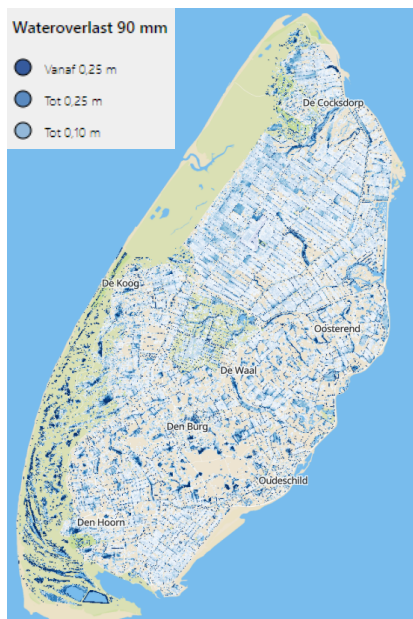 Wateroverlast 90 mm
Vanaf 0,25 m
Tot 0,25 m
Tot 0,10 m
De Cocksdorp
De Koog
Oosterend
De Waal
Den Burg
Oudeschild
Den Hoorn